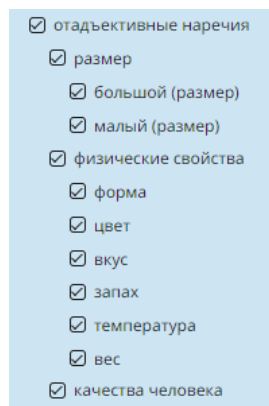 отадъективные наречия
размер
большой (размер)
малый (размер)
физические свойства
форма
цвет
вкус
запах
температура
вес
качества человека